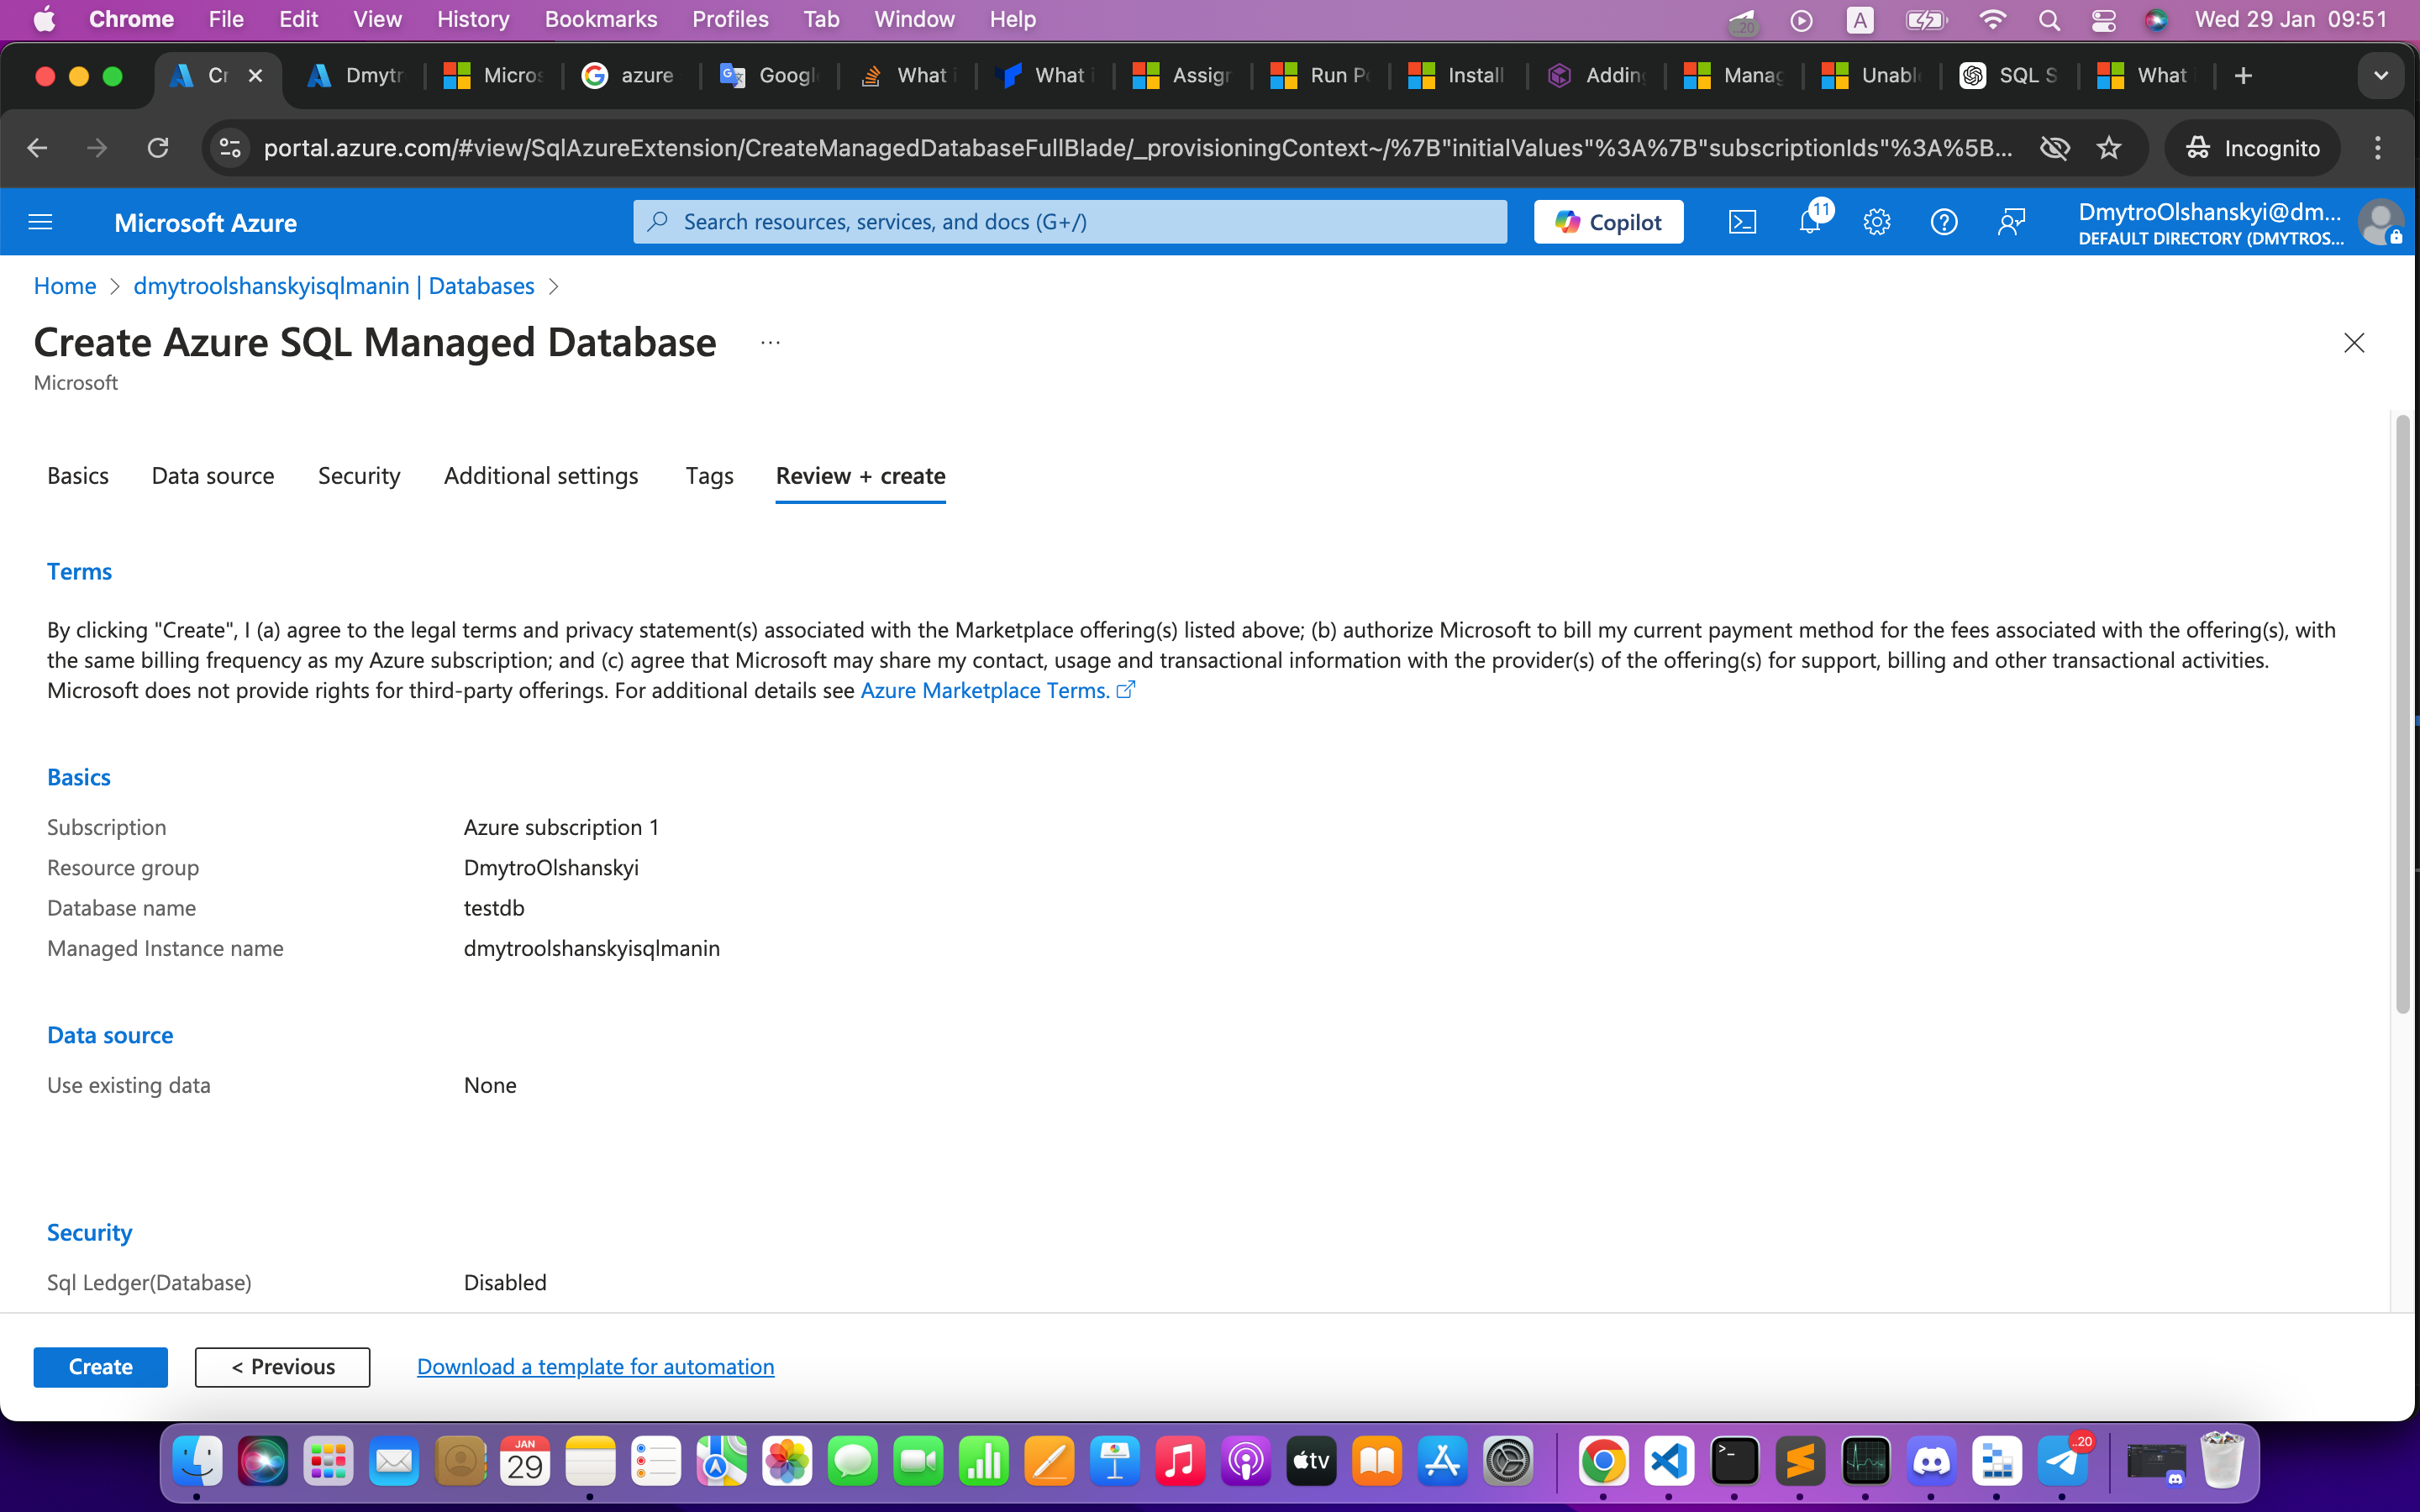 Chrome File Edit View History Bookmarks Profiles Tab Window Help ..20 A Wed 29 Jan 09:51
Cr Dmytr Micros azure Googl What i What i Assign Run Po Install Adding Manag Unabl SQL S What
portal.azure.com/#view/SqlAzureExtension/CreateManagedDatabaseFullBlade/_provisioningContext~/%7B"initialValues"%3A%7B"subscriptionIds"%3A%5B... Incognito
Microsoft Azure Search resources, services, and docs (G+/) Copilot 11 DmytroOlshanskyi@dm...
DEFAULT DIRECTORY (DMYTROS...
Home > dmytroolshanskyisqlmanin | Databases >
Create Azure SQL Managed Database ...
Microsoft
Basics Data source Security Additional settings Tags Review + create
Terms
By clicking "Create", I (a) agree to the legal terms and privacy statement(s) associated with the Marketplace offering(s) listed above; (b) authorize Microsoft to bill my current payment method for the fees associated with the offering(s), with
the same billing frequency as my Azure subscription; and (c) agree that Microsoft may share my contact, usage and transactional information with the provider(s) of the offering(s) for support, billing and other transactional activities.
Microsoft does not provide rights for third-party offerings. For additional details see Azure Marketplace Terms.
Basics
Subscription Azure subscription 1
Resource group DmytroOlshanskyi
Database name testdb
Managed Instance name dmytroolshanskyisqlmanin
Data source
Use existing data None
Security
Sql Ledger(Database) Disabled
Create < Previous Download a template for automation
JAN
29
tv
..20